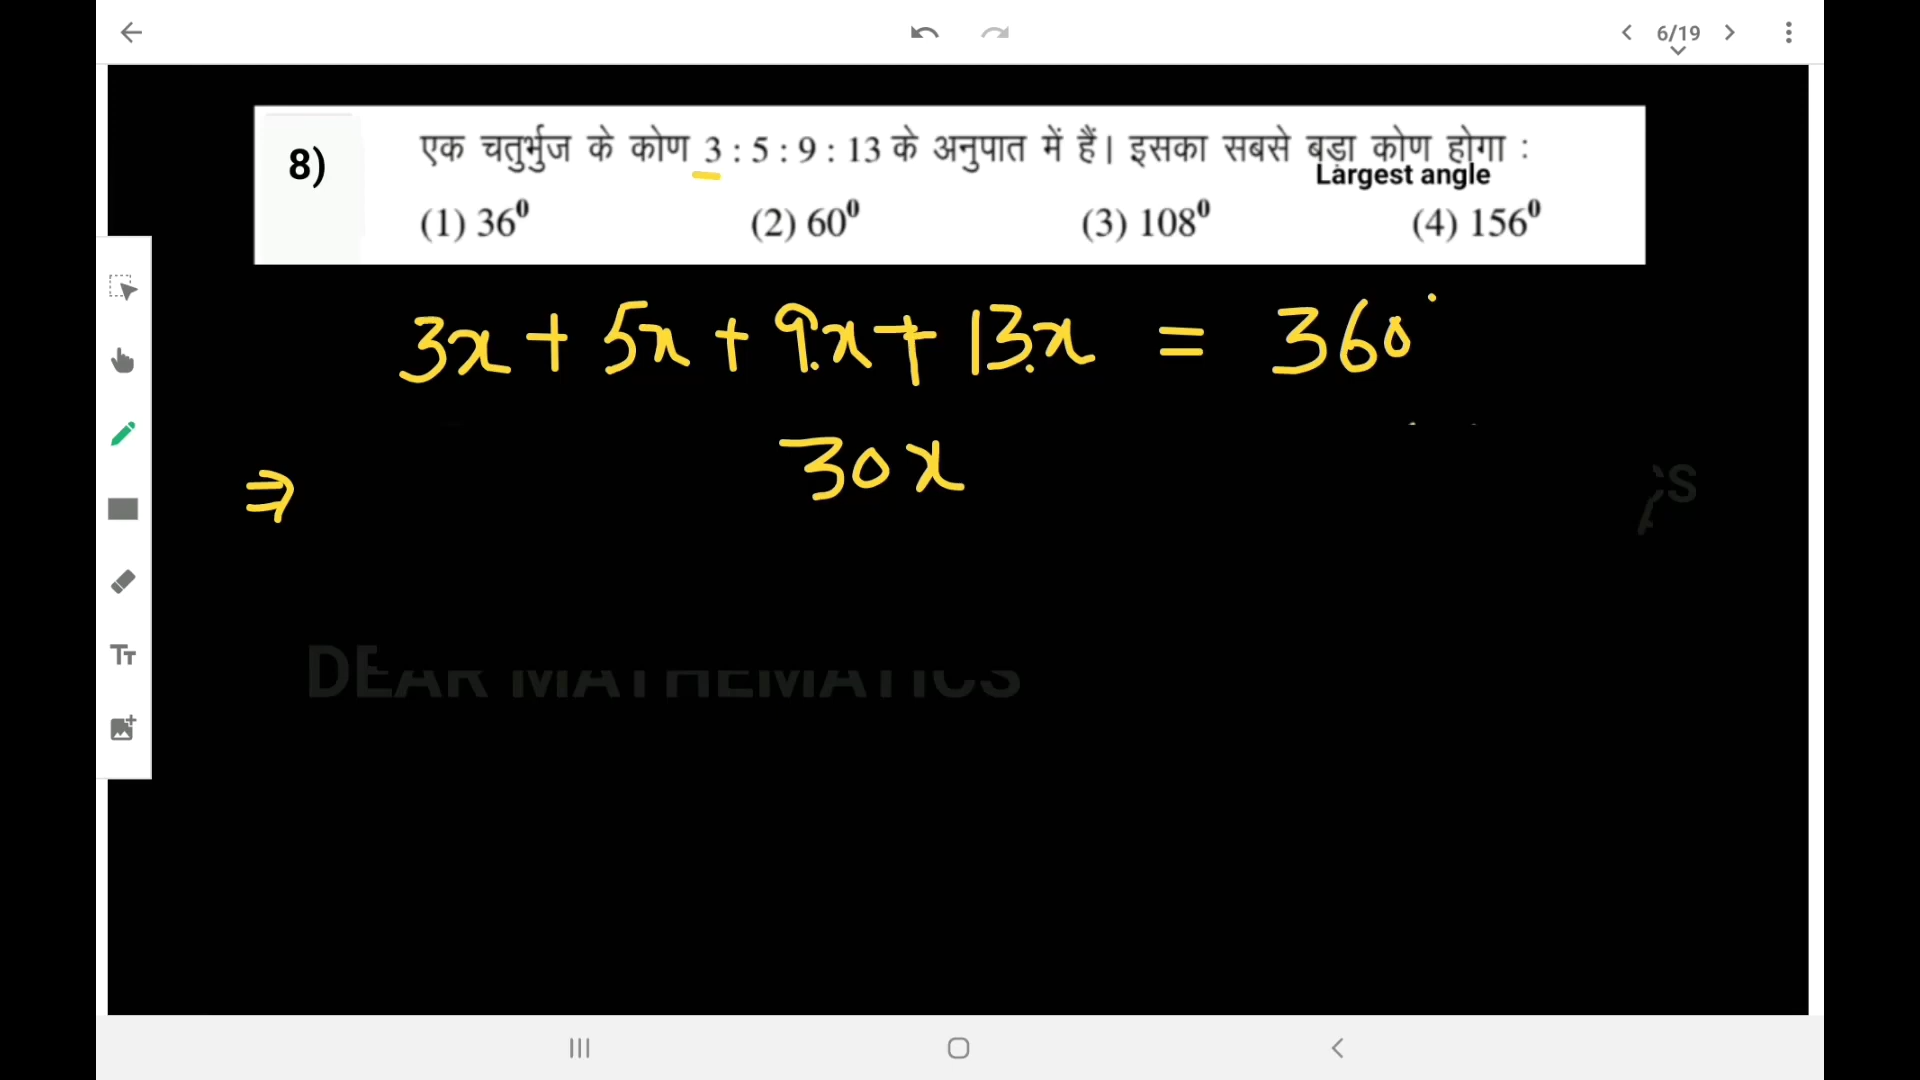 6/19
8) एक चतुर्भुज के कोण 3 : 5 : 9 : 13 के अनुपात में हैं। इसका सबसे बड़ा कोण होगा :
Largest angle
(1) 36⁰ (2) 60⁰ (3) 108⁰ (4) 156⁰
3x + 5x + 9x + 13x = 360°
⇒ 30x
DEAR MATHEMATICS
Tт